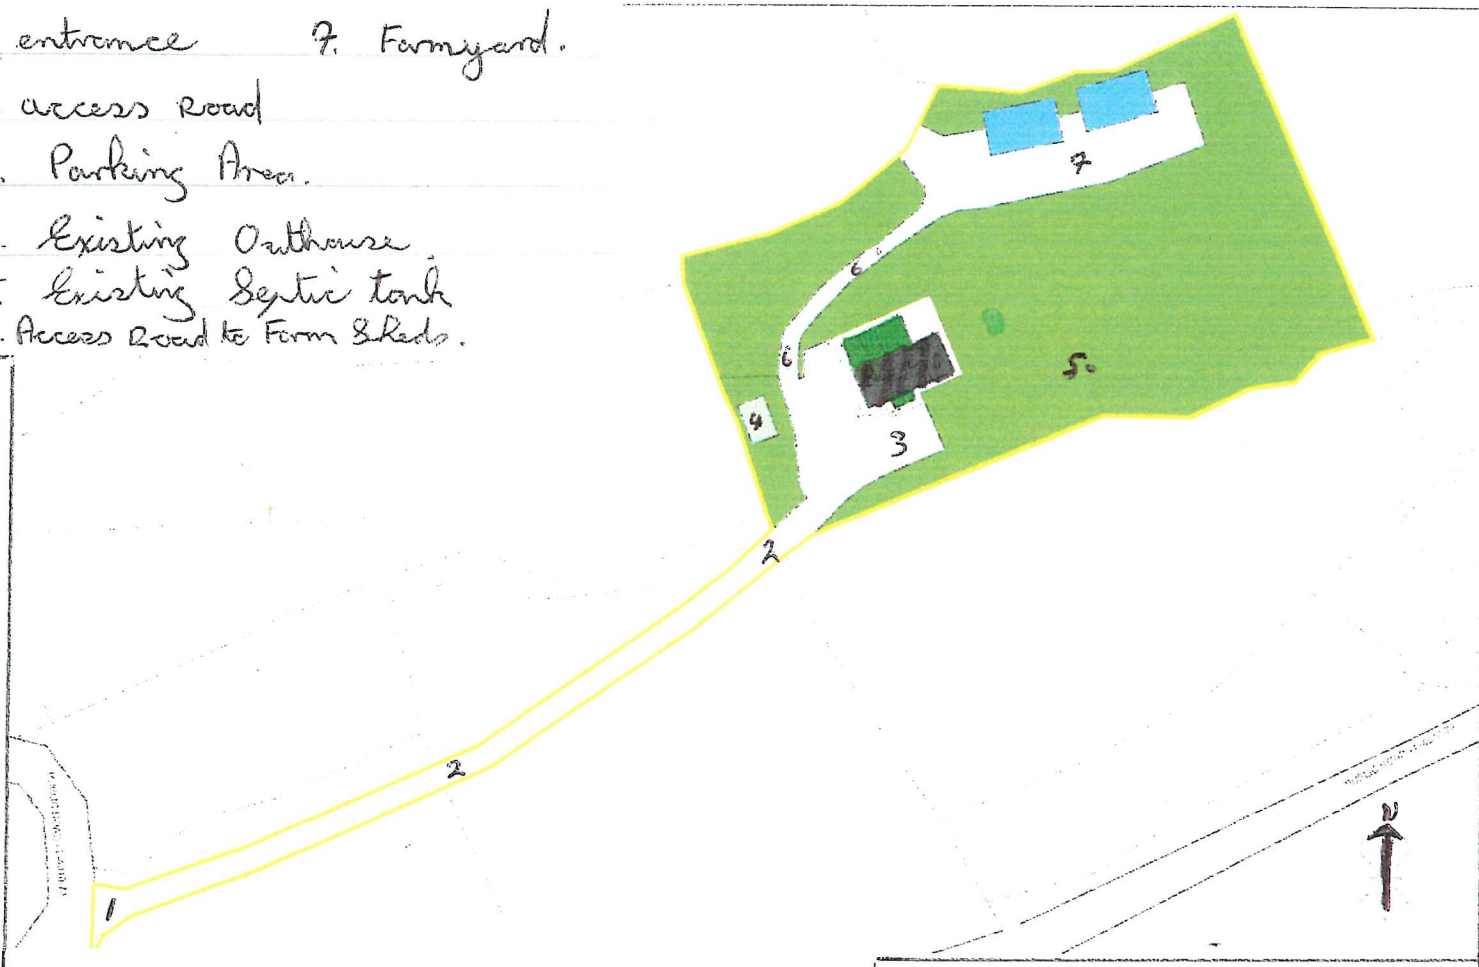 entrance 7. Farmyard.
access Road
. Parking Area.
. Existing Outhouse.
. Existing Septic tank
. Access Road to Farm Sheds.
7
6
6
5.
4
3
2
2
N
1